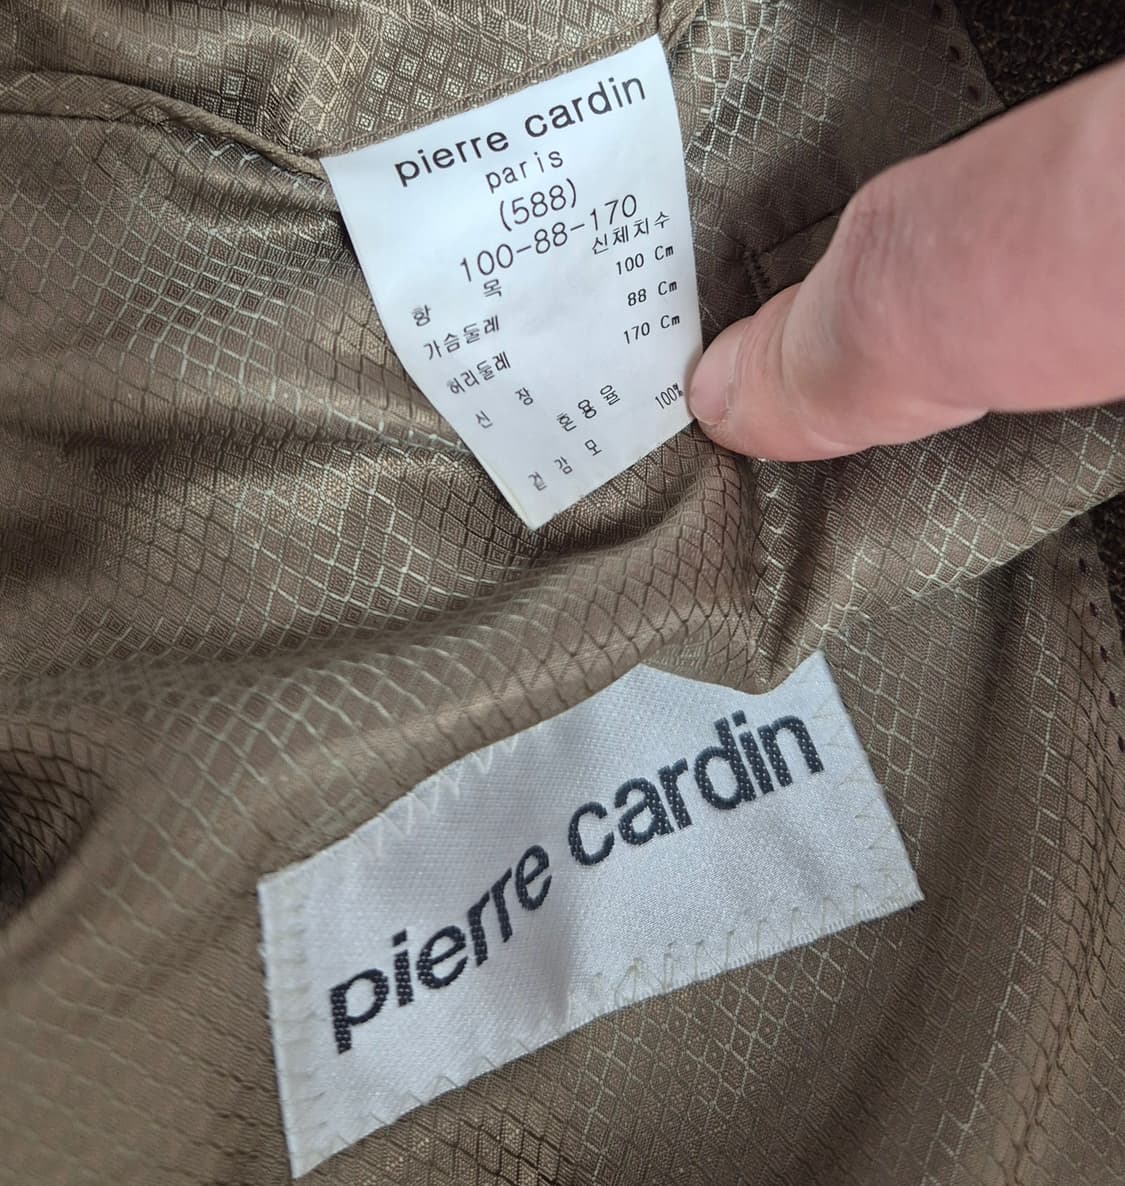 pierre cardin
paris
(588)
100-88-170
항 목 신체치수
가슴둘레 100 Cm
허리둘레 88 Cm
신 장 170 Cm
혼용율
겉감 모 100%
pierre cardin